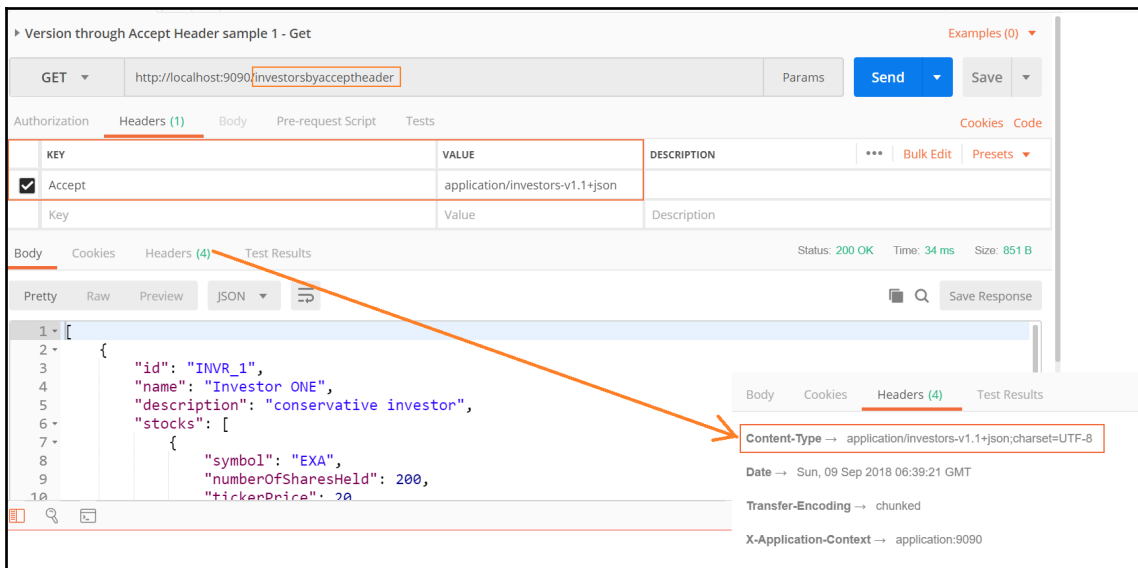 Version through Accept Header sample 1 - Get
Examples (0)
GET http://localhost:9090/investorsbyacceptheader Params Send Save
Authorization Headers (1) Body Pre-request Script Tests Cookies Code
KEY VALUE DESCRIPTION ••• Bulk Edit Presets
Accept application/investors-v1.1+json
Key Value Description
Body Cookies Headers (4) Test Results Status: 200 OK Time: 34 ms Size: 851 B
Pretty Raw Preview JSON Save Response
1 [
2 {
3 "id": "INVR_1",
4 "name": "Investor ONE",
5 "description": "conservative investor",
6 "stocks": [
7 {
8 "symbol": "EXA",
9 "numberOfSharesHeld": 200,
10 "tickerPrice": 20
Body Cookies Headers (4) Test Results
Content-Type → application/investors-v1.1+json;charset=UTF-8
Date → Sun, 09 Sep 2018 06:39:21 GMT
Transfer-Encoding → chunked
X-Application-Context → application:9090